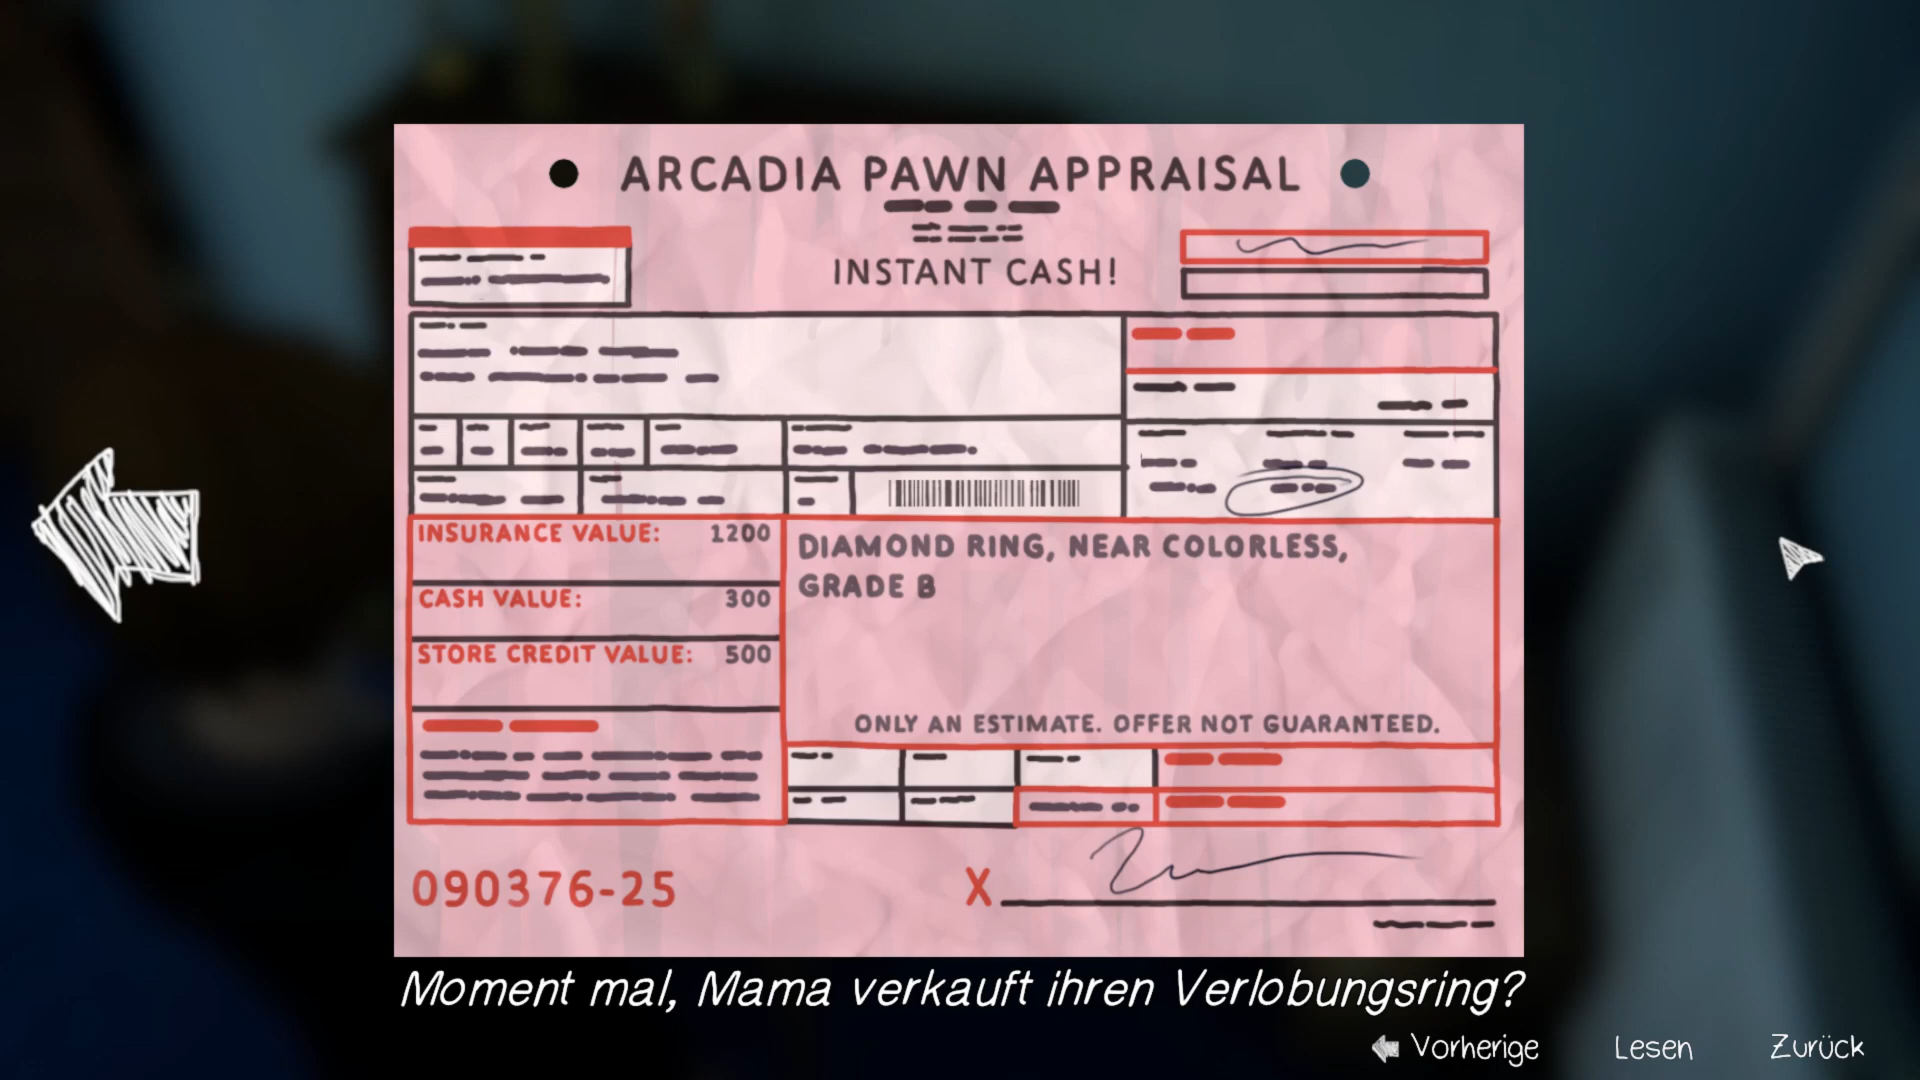 ARCADIA PAWN APPRAISAL
INSTANT CASH!
INSURANCE VALUE: 1200
CASH VALUE: 300
STORE CREDIT VALUE: 500
DIAMOND RING, NEAR COLORLESS,
GRADE B
ONLY AN ESTIMATE. OFFER NOT GUARANTEED.
090376-25
X
Moment mal, Mama verkauft ihren Verlobungsring?
Vorherige
Lesen
Zurück